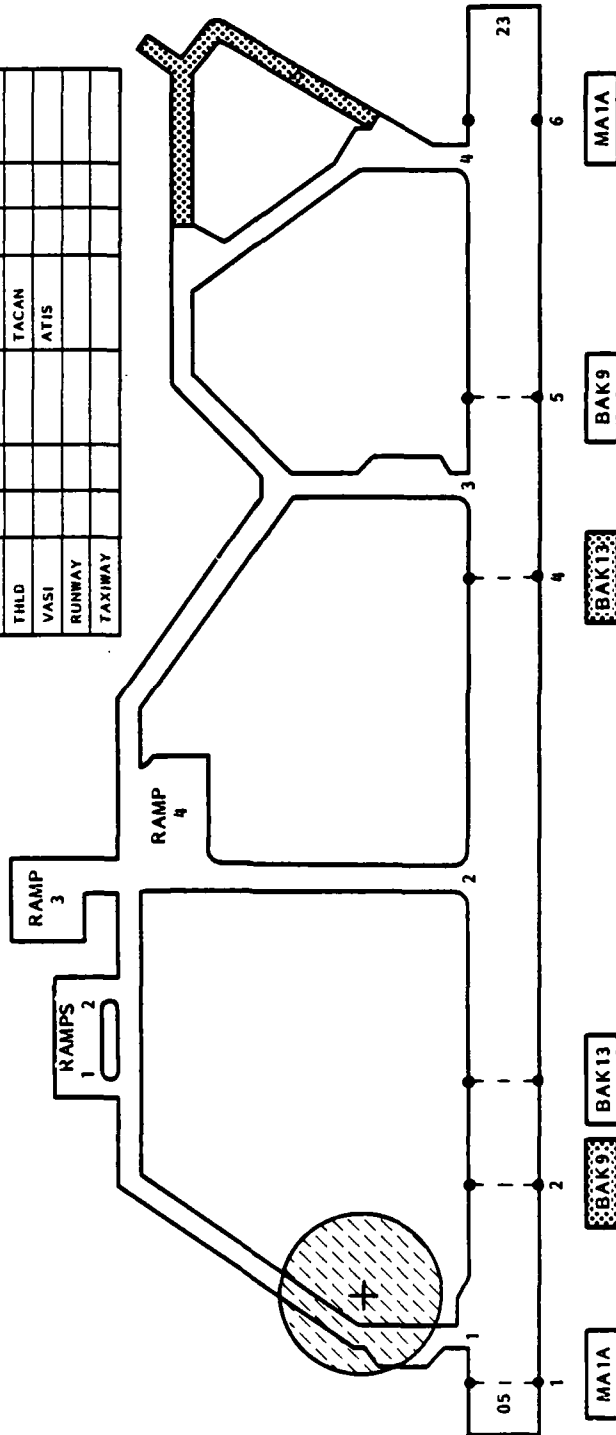 THLD TACAN
VASI ATIS
RUNWAY
TAXIWAY
RAMP
3
RAMPS
1 2
RAMP
4
1 2 3 4
05 23
1 2 4 5 6
MA1A BAK9 BAK13 BAK13 BAK9 MA1A